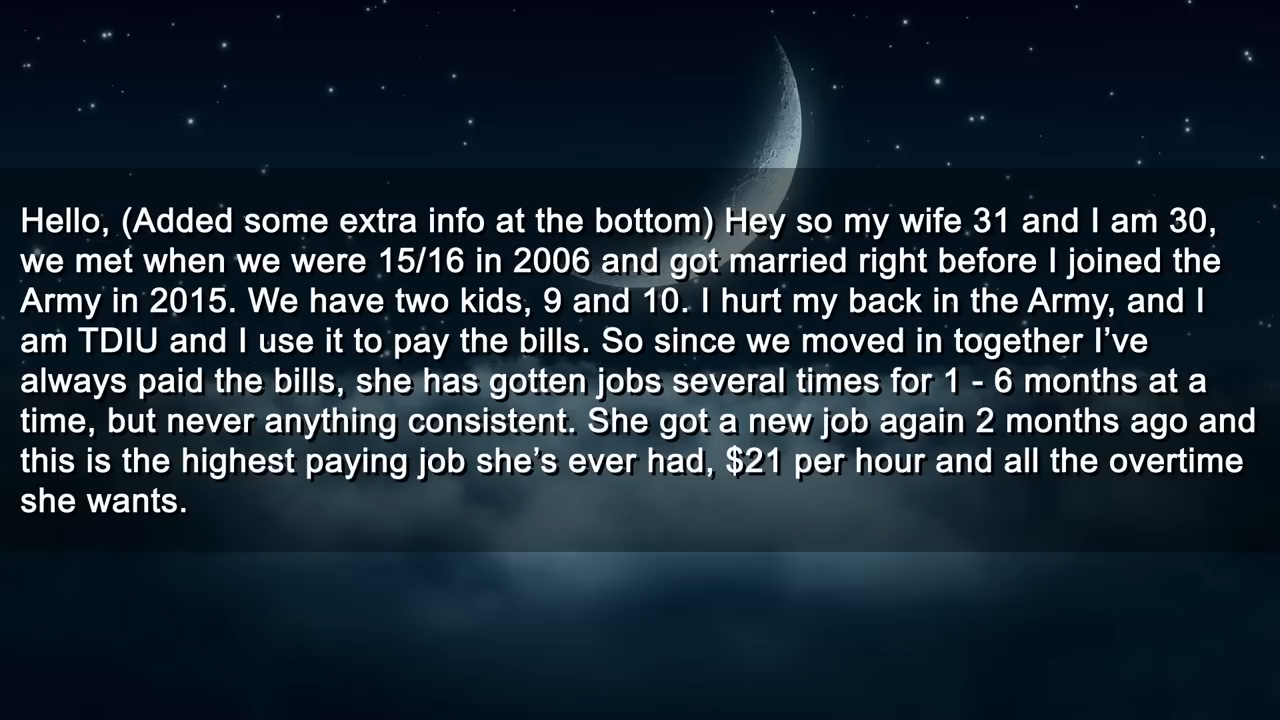 Hello, (Added some extra info at the bottom) Hey so my wife 31 and I am 30,
we met when we were 15/16 in 2006 and got married right before I joined the
Army in 2015. We have two kids, 9 and 10. I hurt my back in the Army, and I
am TDIU and I use it to pay the bills. So since we moved in together I’ve
always paid the bills, she has gotten jobs several times for 1 - 6 months at a
time, but never anything consistent. She got a new job again 2 months ago and
this is the highest paying job she’s ever had, $21 per hour and all the overtime
she wants.